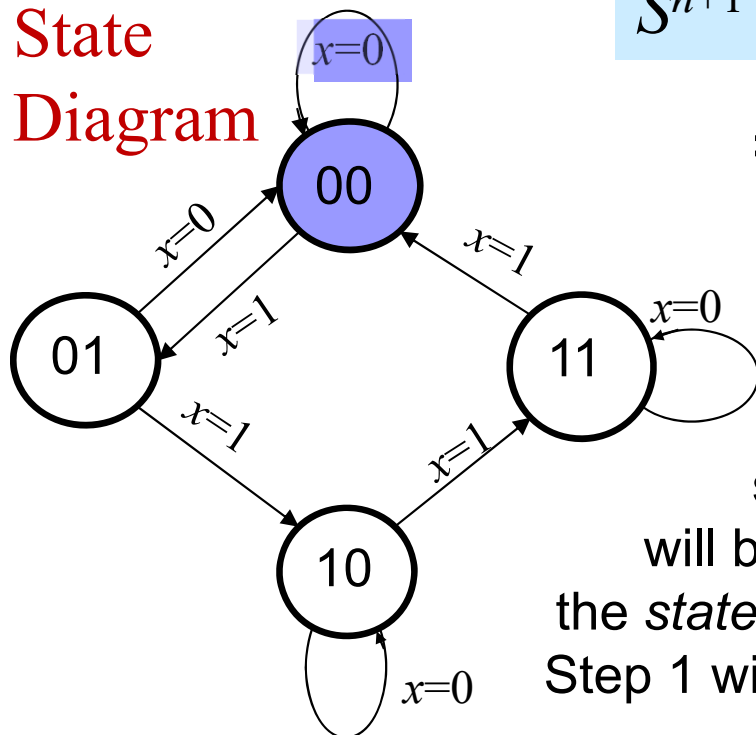 State
Diagram
x=0
S^{n+1}
00
x=0
x=1
x=1
01
11
x=0
x=1
x=1
10
x=0
will b
the state
Step 1 wi